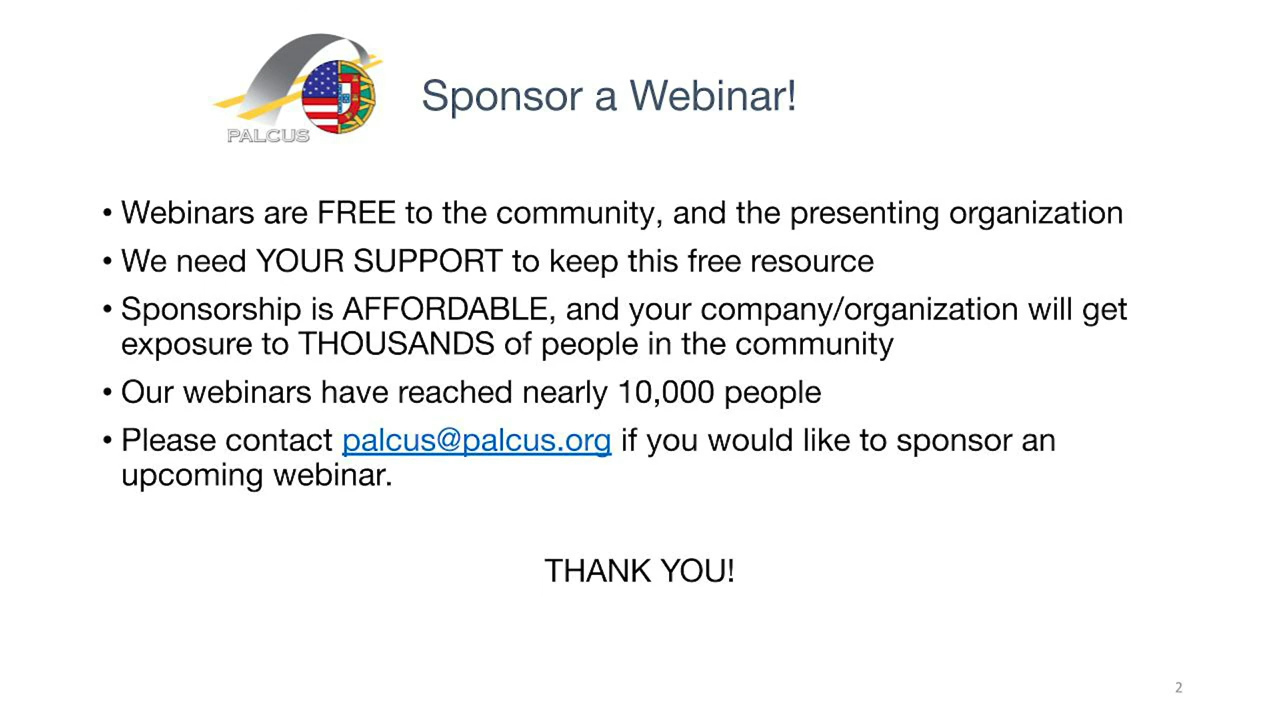 PALCUS
Sponsor a Webinar!
• Webinars are FREE to the community, and the presenting organization
• We need YOUR SUPPORT to keep this free resource
• Sponsorship is AFFORDABLE, and your company/organization will get
exposure to THOUSANDS of people in the community
• Our webinars have reached nearly 10,000 people
• Please contact palcus@palcus.org if you would like to sponsor an
upcoming webinar.
THANK YOU!
2